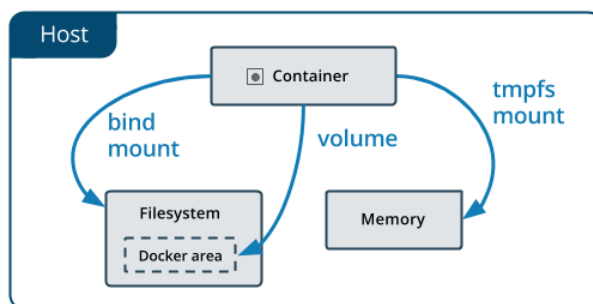 Host
Container
bind
mount
volume
tmpfs
mount
Filesystem
Docker area
Memory